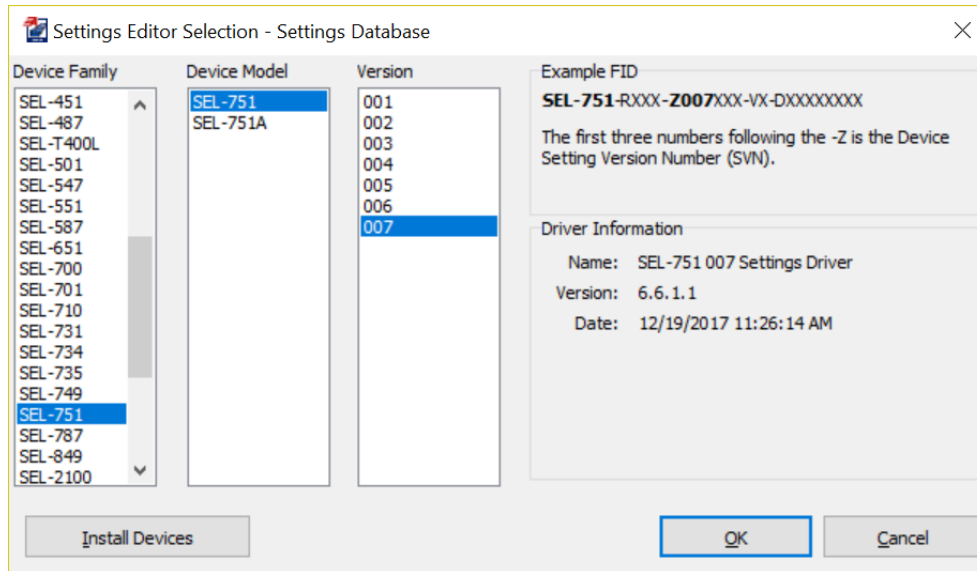 Settings Editor Selection - Settings Database
Device Family
SEL-451
SEL-487
SEL-T400L
SEL-501
SEL-547
SEL-551
SEL-587
SEL-651
SEL-700
SEL-701
SEL-710
SEL-731
SEL-734
SEL-735
SEL-749
SEL-751
SEL-787
SEL-849
SEL-2100
Device Model
SEL-751
SEL-751A
Version
001
002
003
004
005
006
007
Example FID
SEL-751-RXXX-Z007XXX-VX-DXXXXXXXX
The first three numbers following the -Z is the Device
Setting Version Number (SVN).
Driver Information
Name: SEL-751 007 Settings Driver
Version: 6.6.1.1
Date: 12/19/2017 11:26:14 AM
Install Devices
OK
Cancel